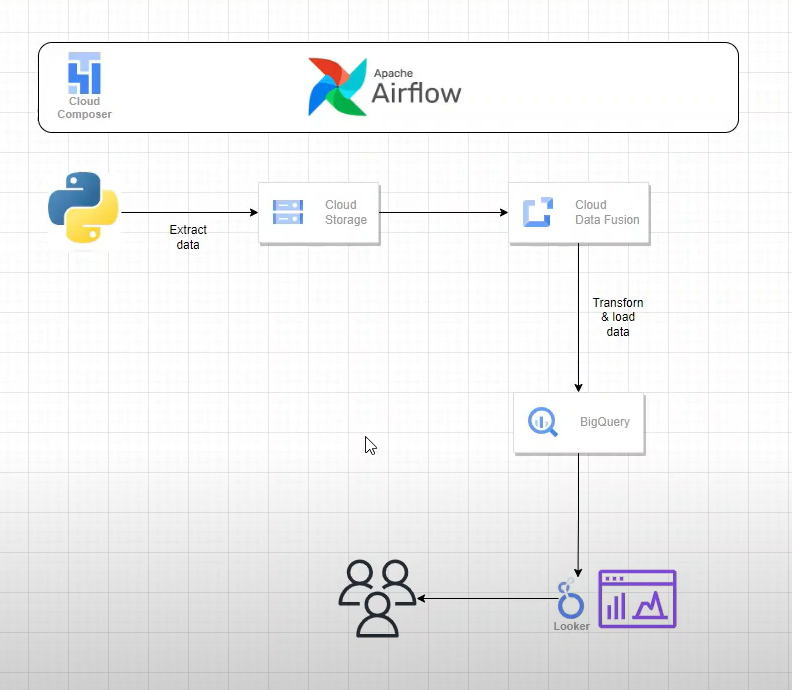 Cloud
Composer
Apache
Airflow
Extract
data
Cloud
Storage
Cloud
Data Fusion
Transforn
& load
data
BigQuery
Looker